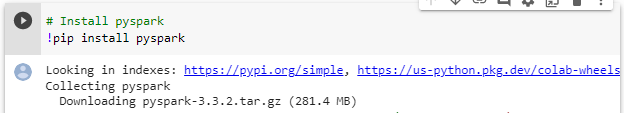 # Install pyspark
!pip install pyspark
Looking in indexes: https://pypi.org/simple, https://us-python.pkg.dev/colab-wheels
Collecting pyspark
Downloading pyspark-3.3.2.tar.gz (281.4 MB)